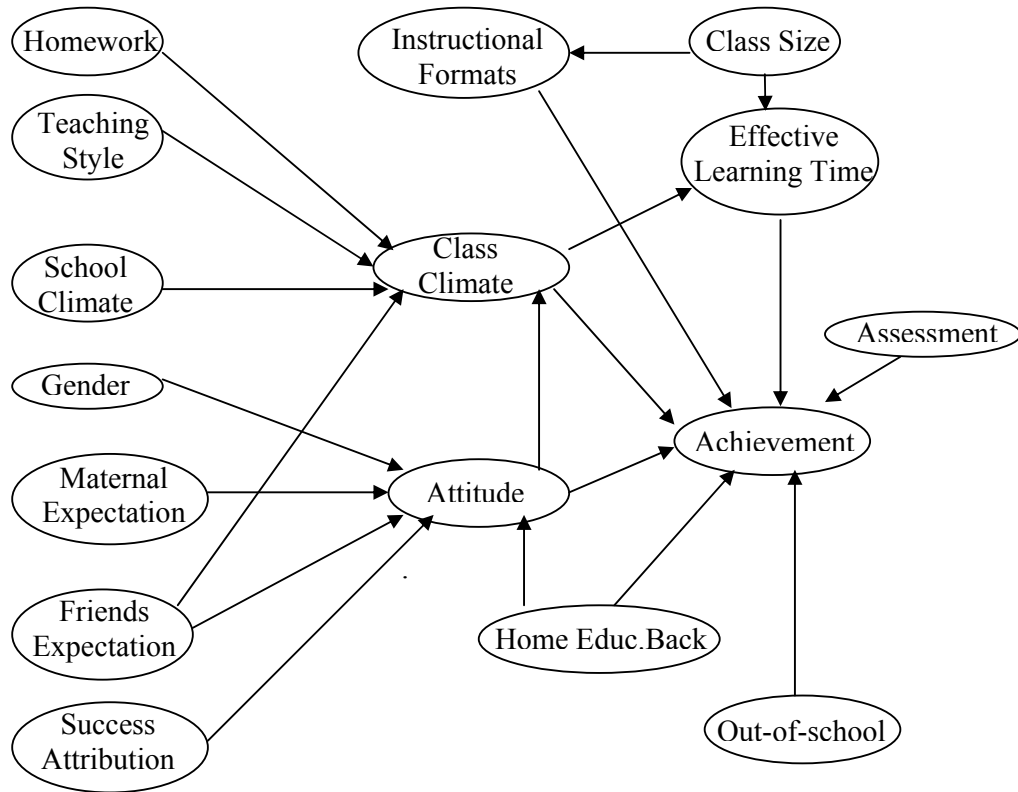 Homework
Instructional
Formats
Class Size
Teaching
Style
Effective
Learning Time
School
Climate
Class
Climate
Assessment
Gender
Achievement
Maternal
Expectation
Attitude
Friends
Expectation
Home Educ.Back
Success
Attribution
Out-of-school